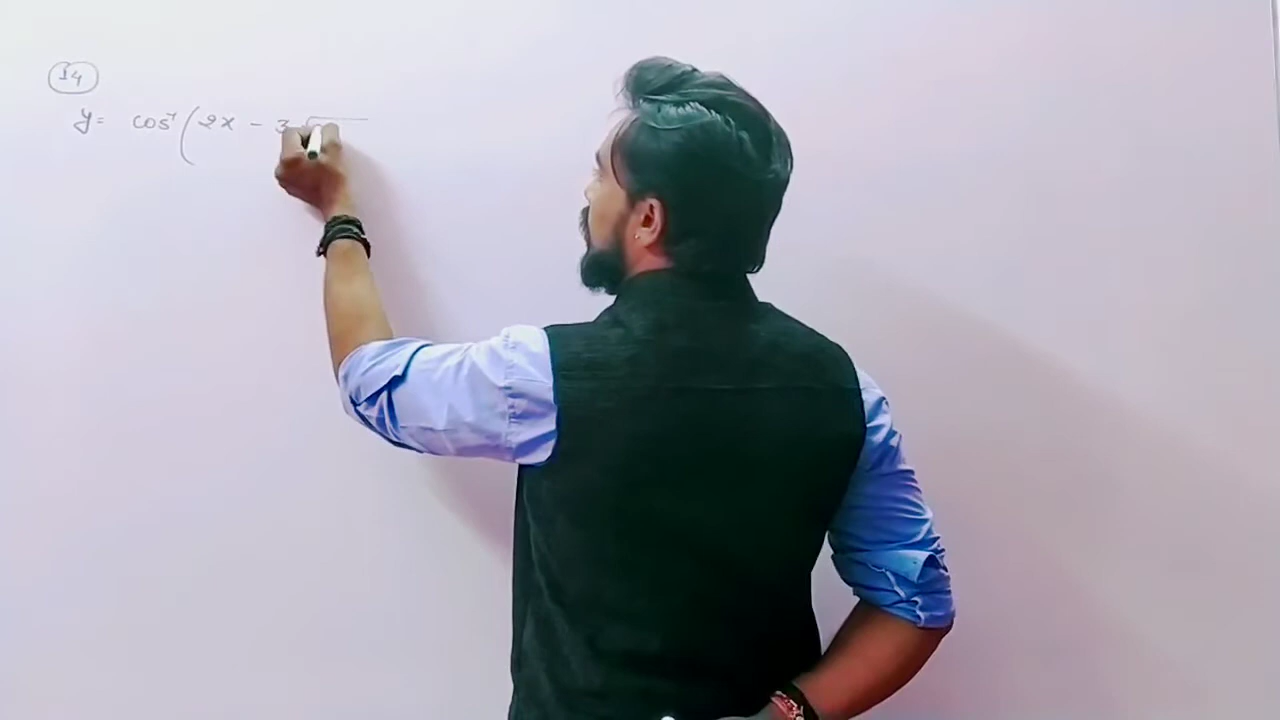 14
y= cos⁻¹(2x - 3√